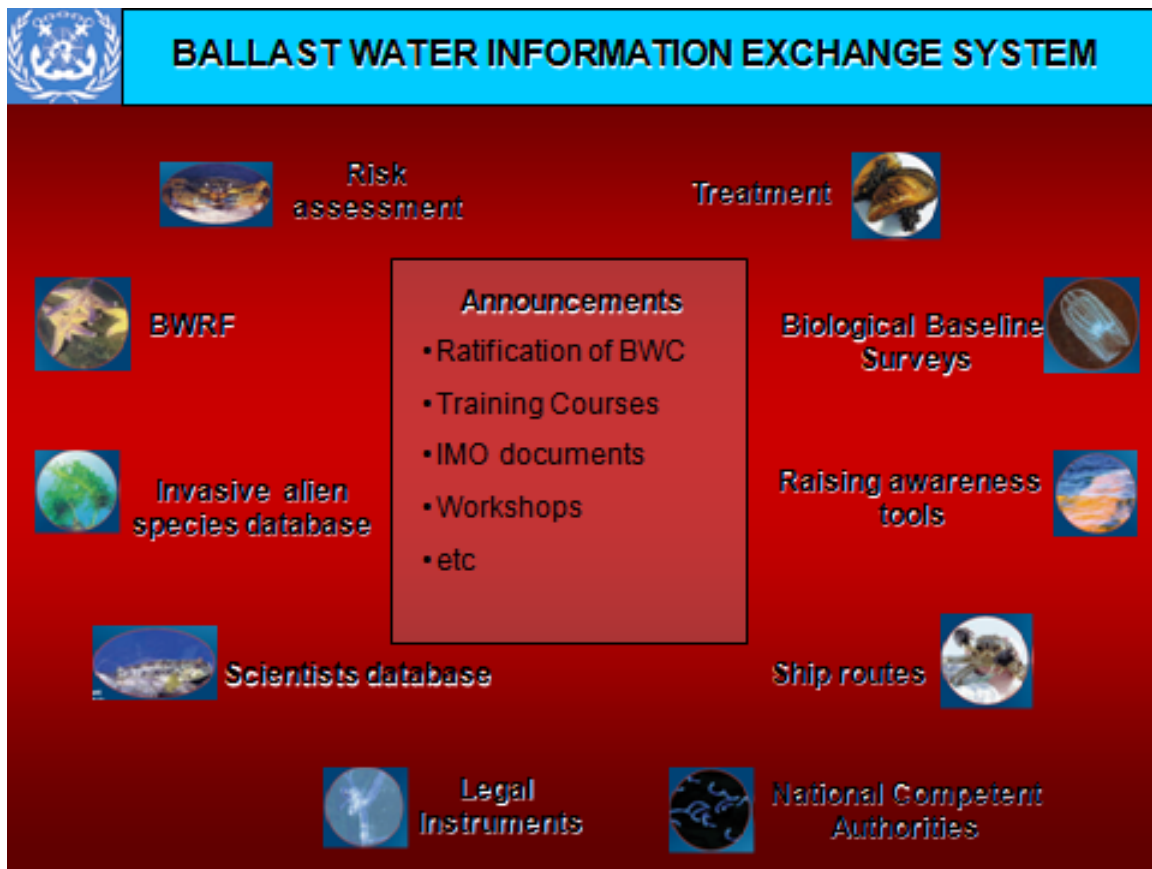 BALLAST WATER INFORMATION EXCHANGE SYSTEM
Risk
assessment
Treatment
BWRF
Biological Baseline
Surveys
Announcements
•Ratification of BWC
•Training Courses
•IMO documents
•Workshops
•etc
Invasive alien
species database
Raising awareness
tools
Scientists database
Ship routes
Legal
Instruments
National Competent
Authorities